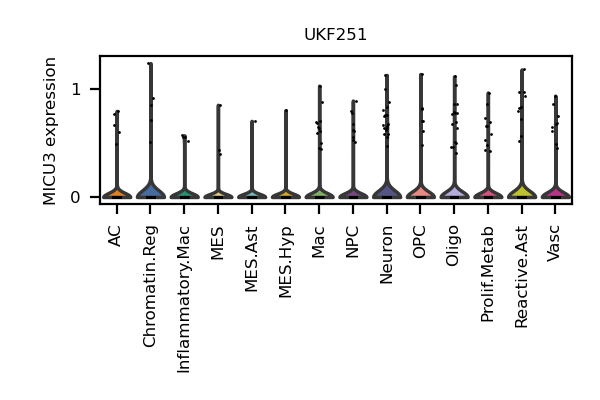 UKF251
MICU3 expression
1
0
AC
Chromatin.Reg
Inflammatory.Mac
MES
MES.Ast
MES.Hyp
Mac
NPC
Neuron
OPC
Oligo
Prolif.Metab
Reactive.Ast
Vasc